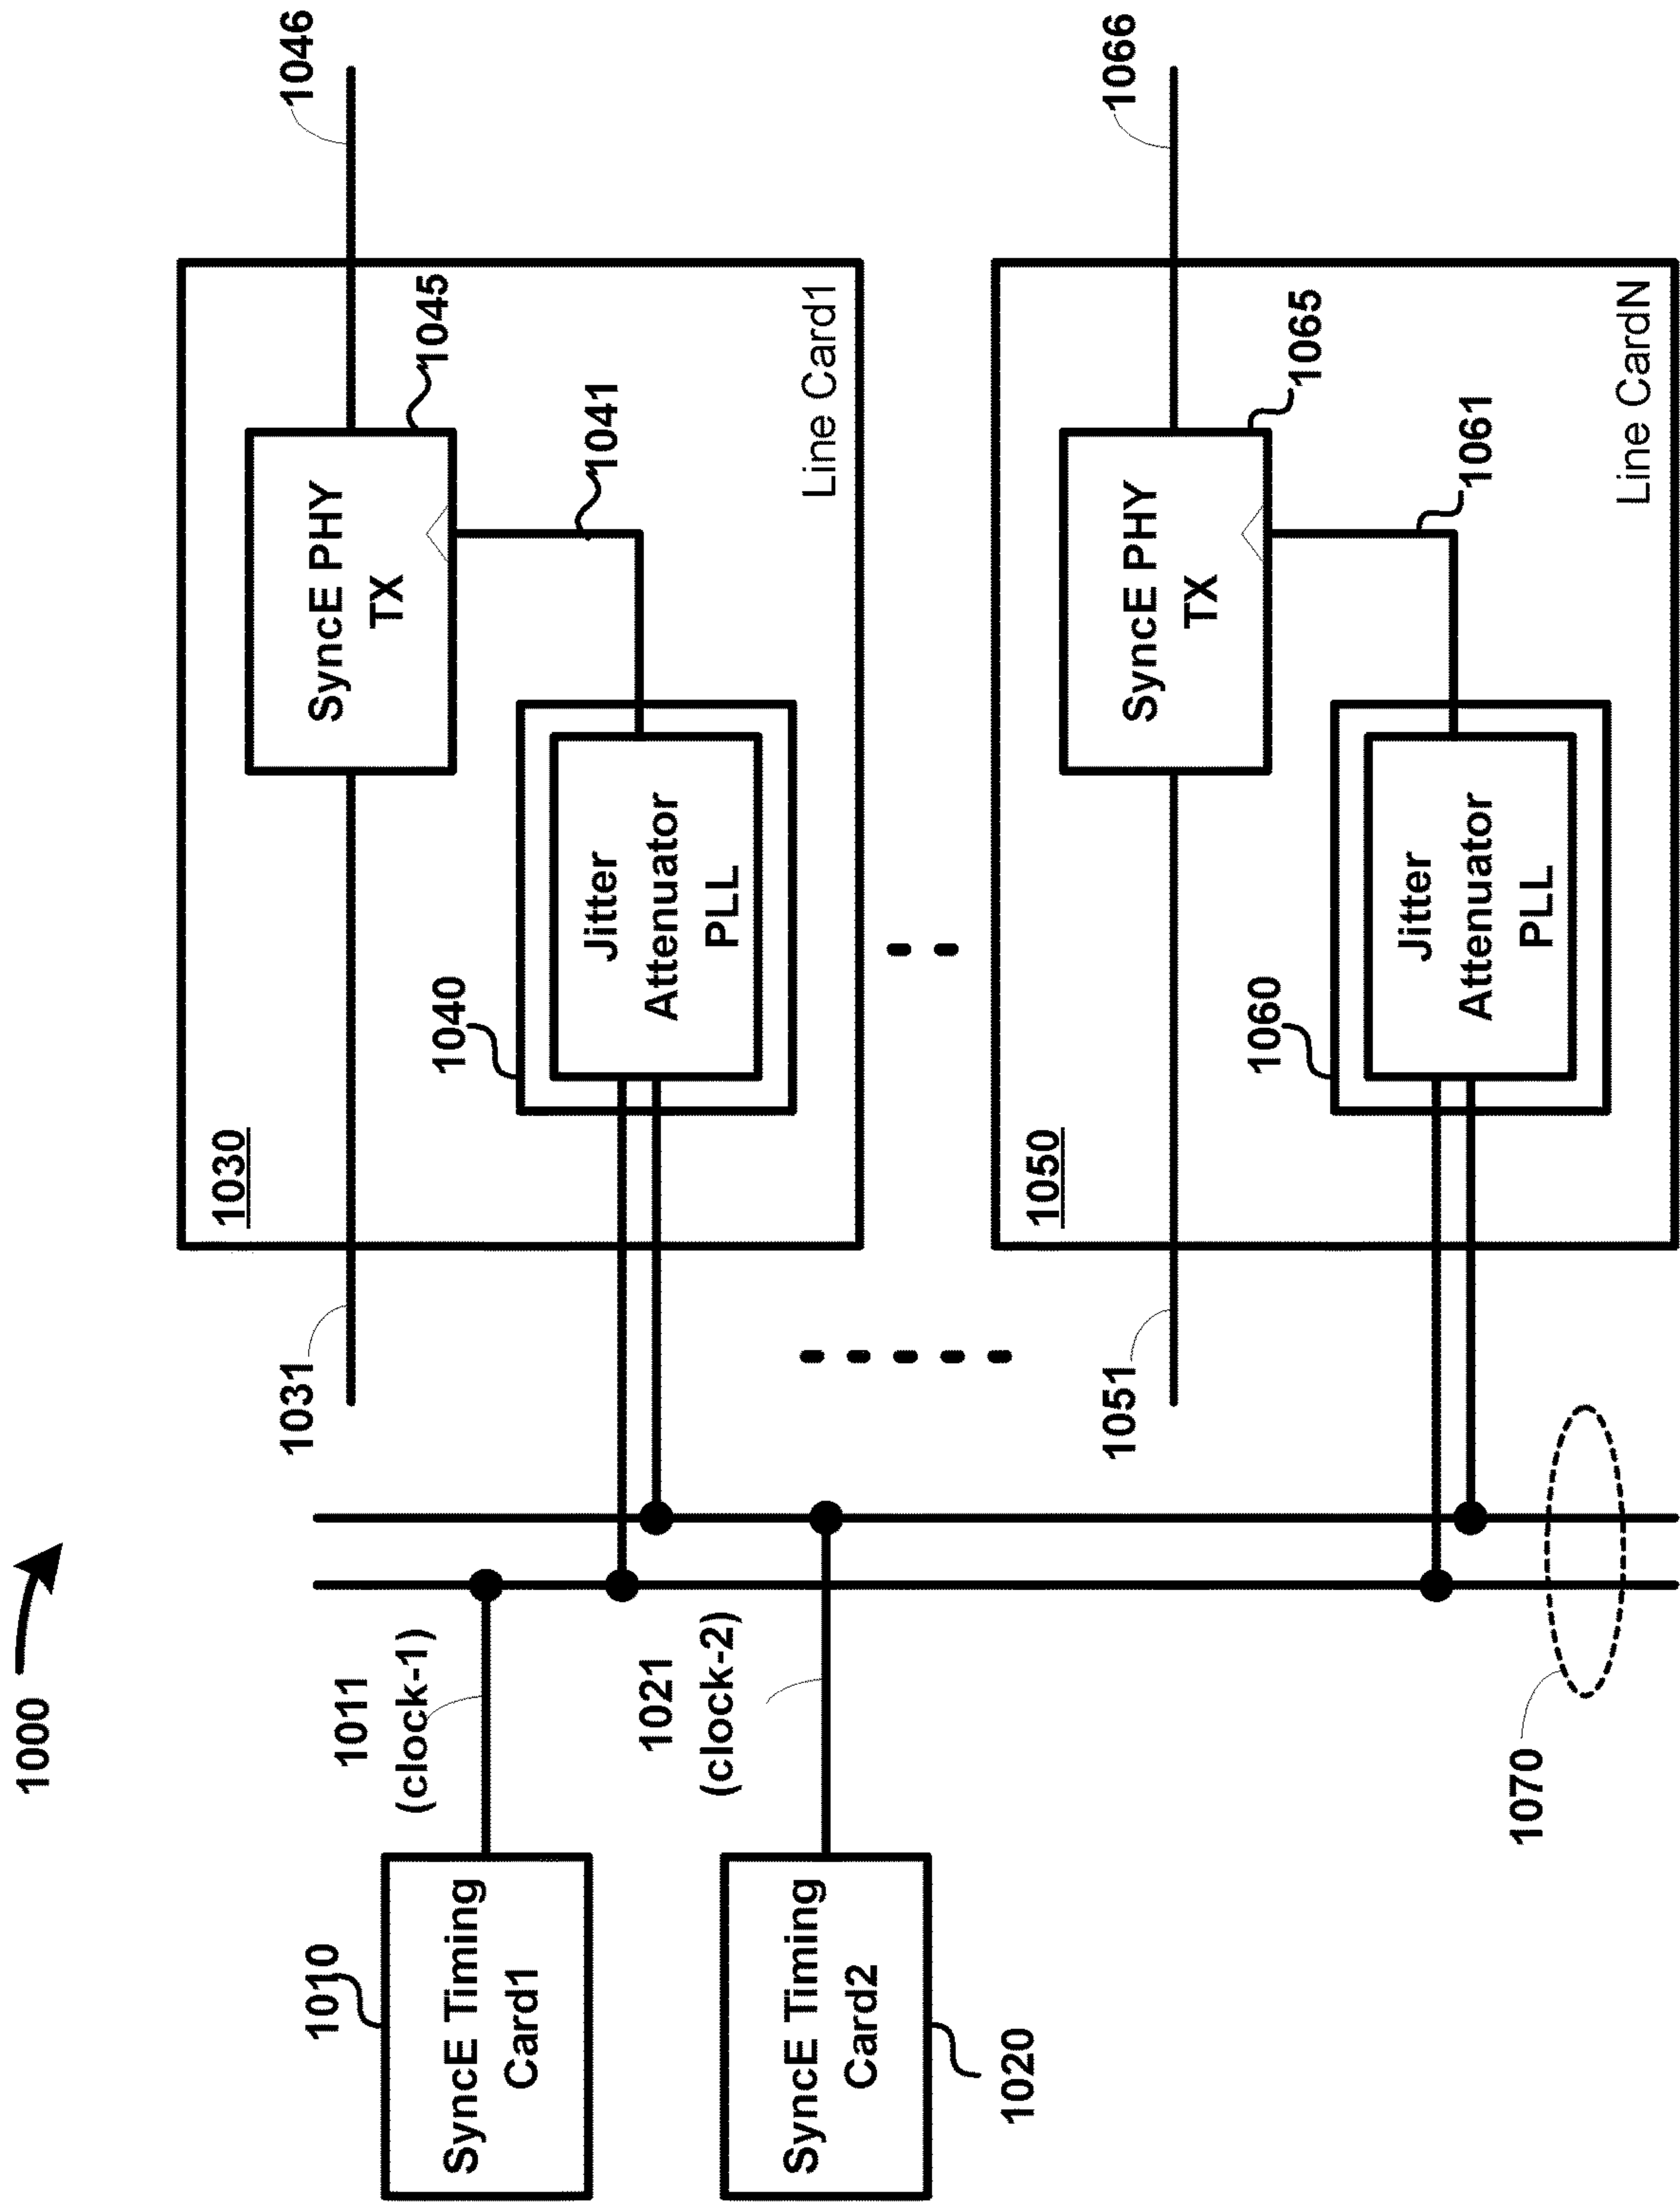 1000
1010
SyncE Timing
Card1
1011
(clock-1)
1020
SyncE Timing
Card2
1021
(clock-2)
1070
1031
1030
1040
Jitter
Attenuator
PLL
1041
SyncE PHY
TX
1045
1046
Line Card1
1051
1050
1060
Jitter
Attenuator
PLL
1061
SyncE PHY
TX
1065
1066
Line CardN